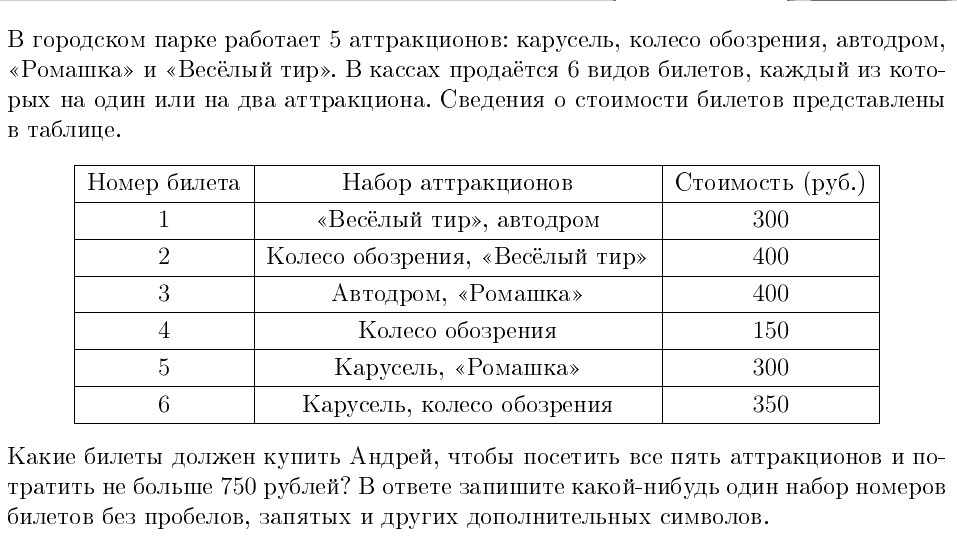 В городском парке работает 5 аттракционов: карусель, колесо обозрения, автодром,
«Ромашка» и «Весёлый тир». В кассах продаётся 6 видов билетов, каждый из кото-
рых на один или на два аттракциона. Сведения о стоимости билетов представлены
в таблице.
Номер билета Набор аттракционов Стоимость (руб.)
1 «Весёлый тир», автодром 300
2 Колесо обозрения, «Весёлый тир» 400
3 Автодром, «Ромашка» 400
4 Колесо обозрения 150
5 Карусель, «Ромашка» 300
6 Карусель, колесо обозрения 350
Какие билеты должен купить Андрей, чтобы посетить все пять аттракционов и по-
тратить не больше 750 рублей? В ответе запишите какой-нибудь один набор номеров
билетов без пробелов, запятых и других дополнительных символов.